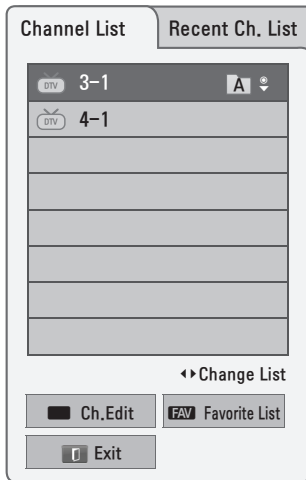 Channel List
Recent Ch. List
DTV 3-1 A
DTV 4-1
Change List
Ch.Edit
FAV Favorite List
Exit